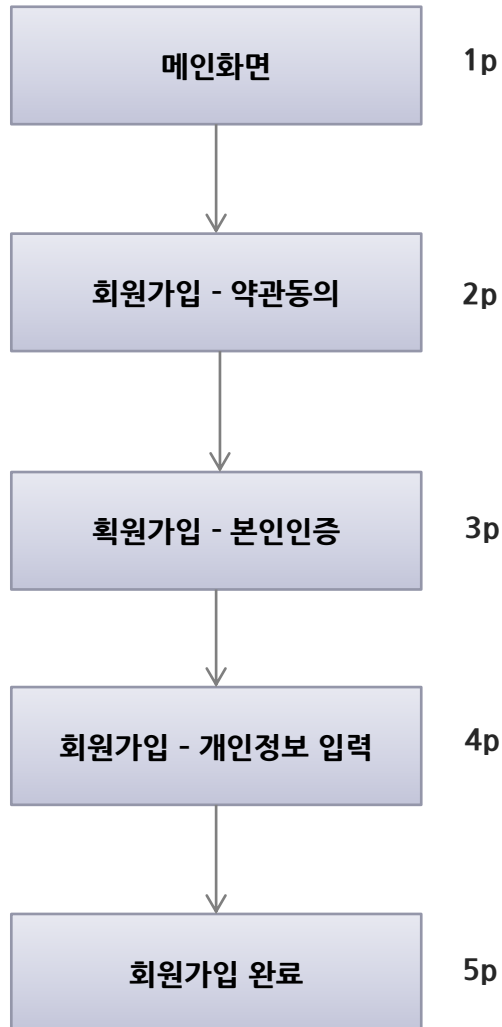 메인화면 1p
회원가입 - 약관동의 2p
획원가입 - 본인인증 3p
회원가입 - 개인정보 입력 4p
회원가입 완료 5p